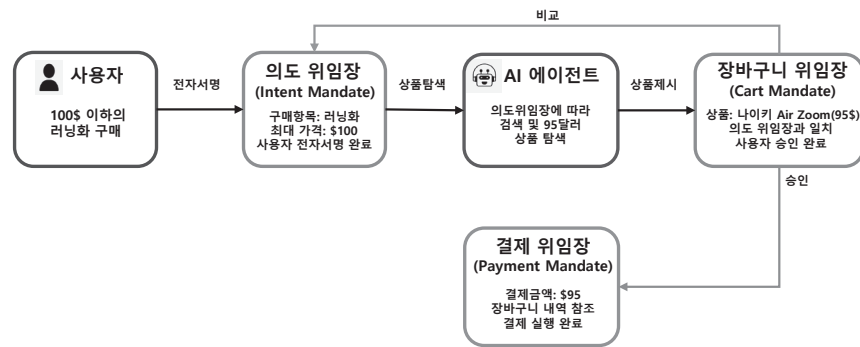 비교
사용자
100$ 이하의
러닝화 구매
전자서명
의도 위임장
(Intent Mandate)
구매항목: 러닝화
최대 가격: $100
사용자 전자서명 완료
상품탐색
AI 에이전트
의도위임장에 따라
검색 및 95달러
상품 탐색
상품제시
장바구니 위임장
(Cart Mandate)
상품: 나이키 Air Zoom(95$)
의도 위임장과 일치
사용자 승인 완료
승인
결제 위임장
(Payment Mandate)
결제금액: $95
장바구니 내역 참조
결제 실행 완료